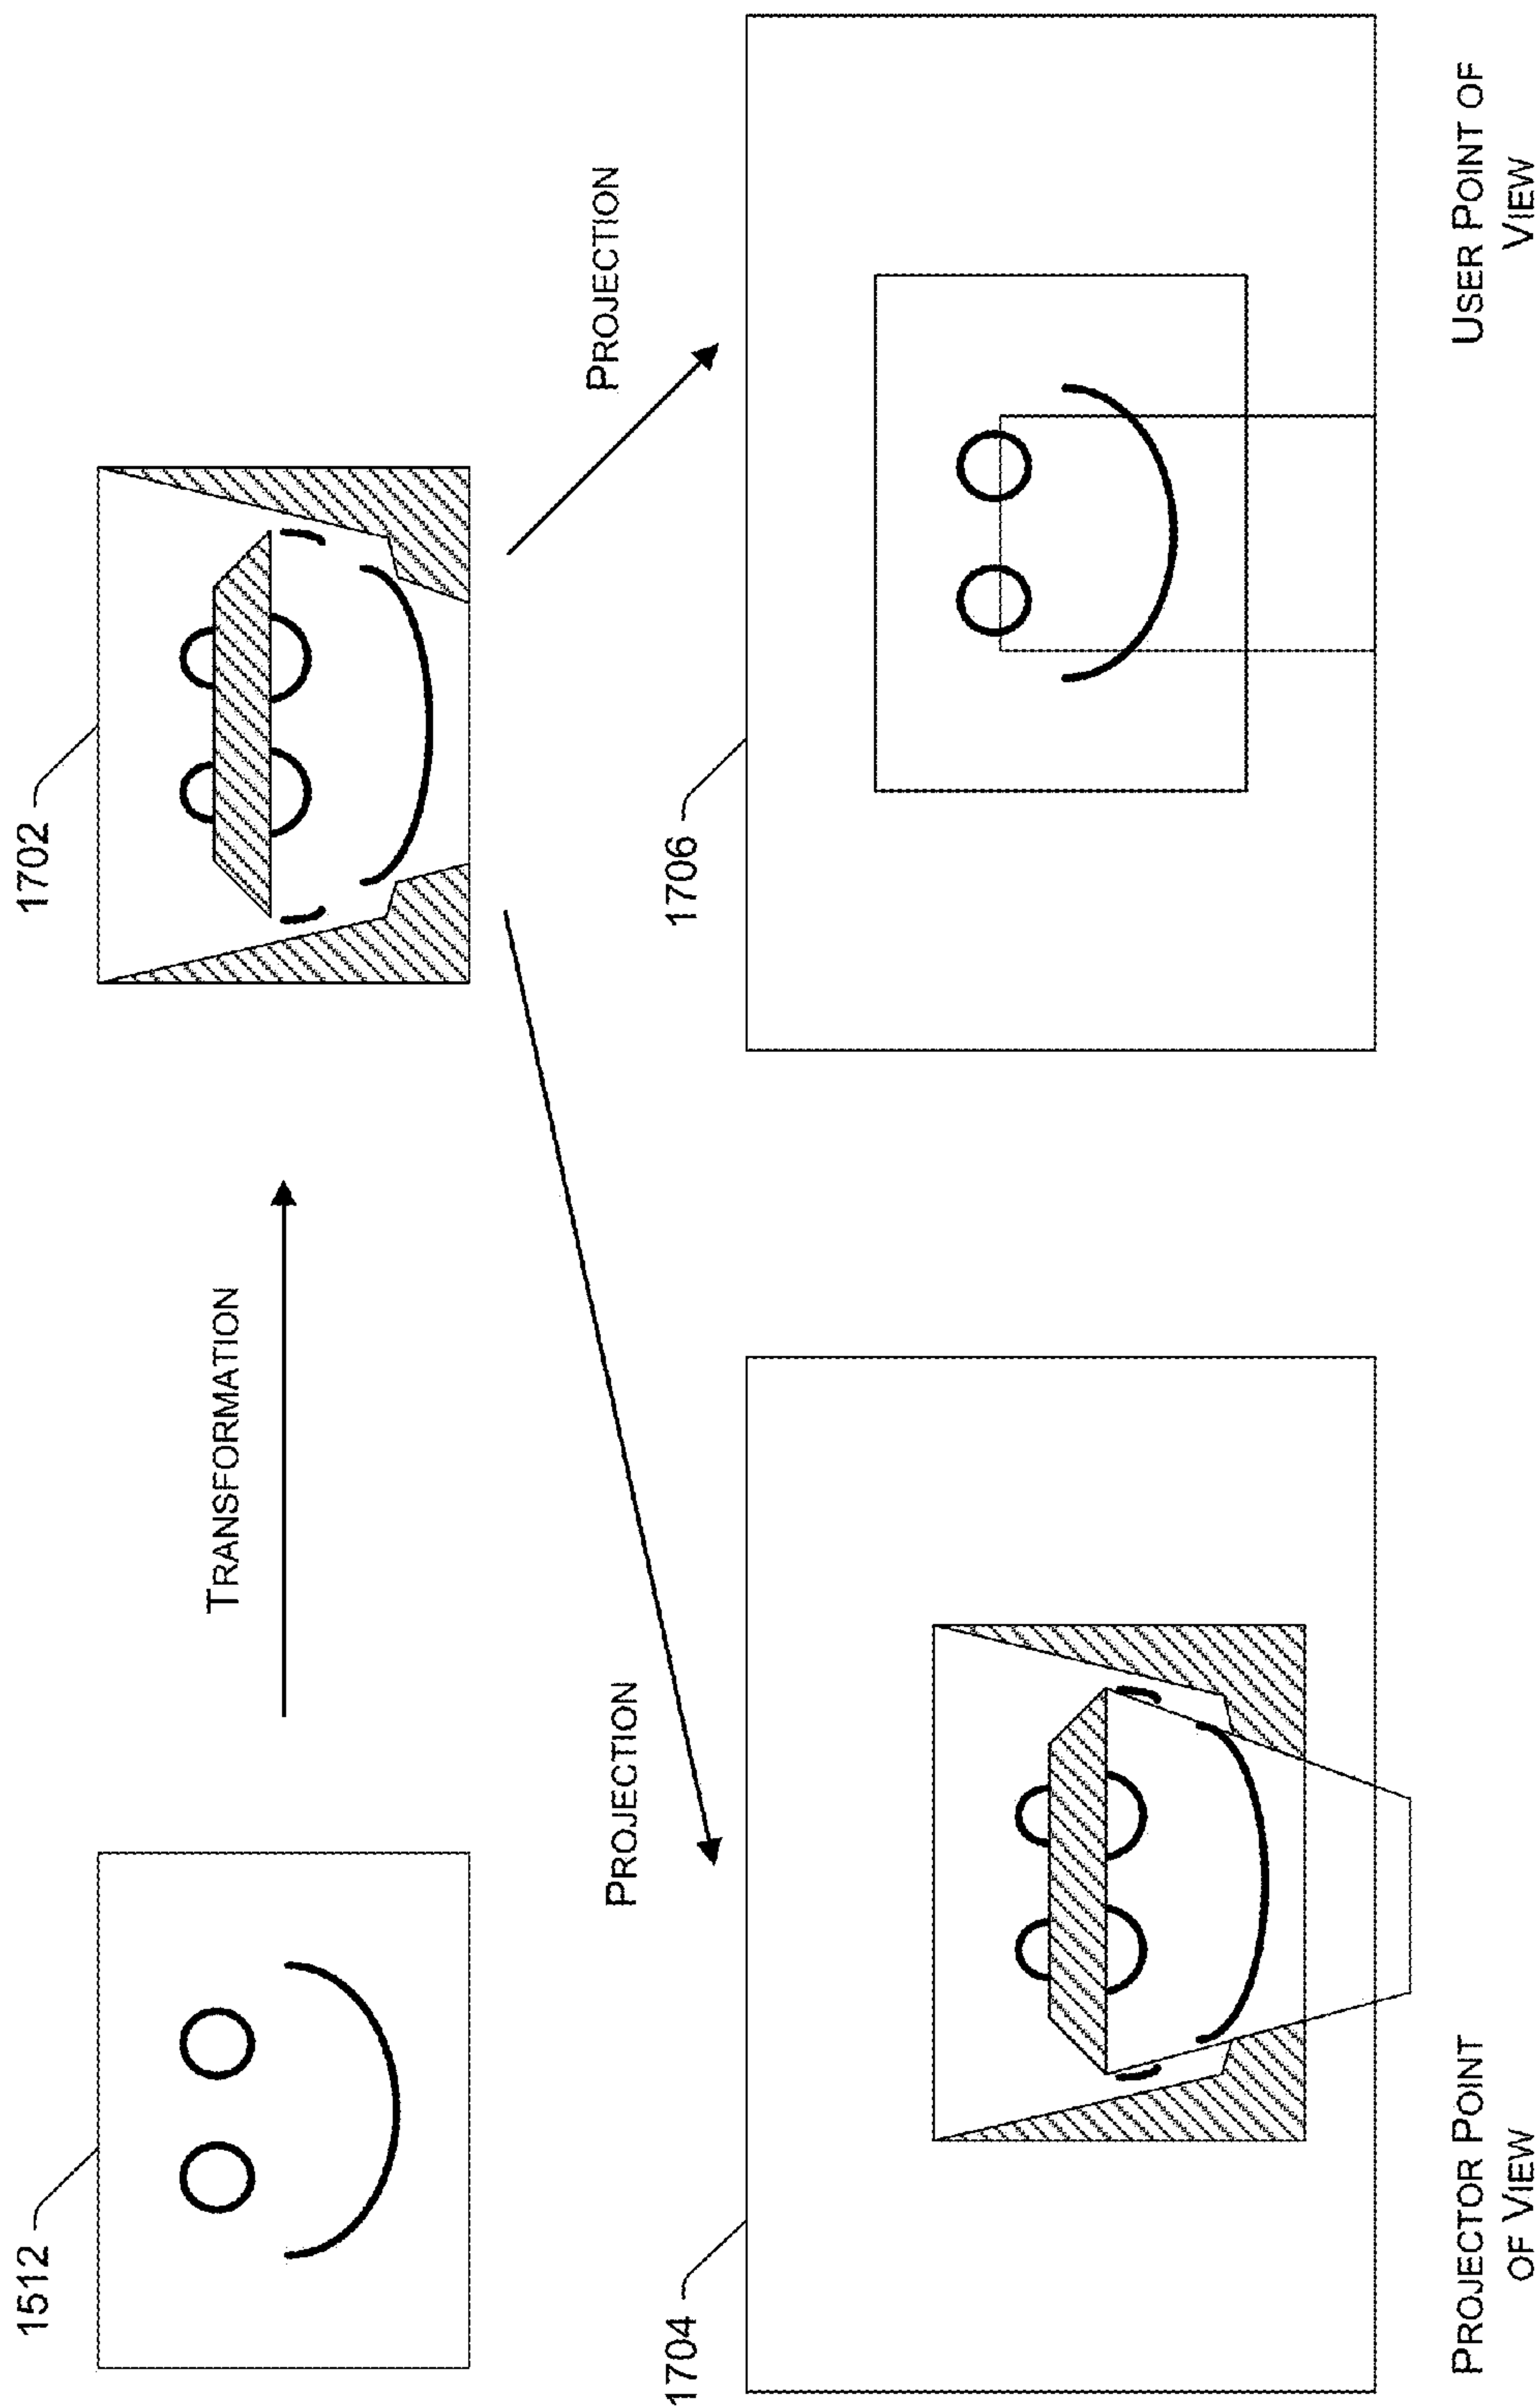 1512
TRANSFORMATION
1702
PROJECTION
PROJECTION
1704
1706
PROJECTOR POINT
OF VIEW
USER POINT OF
VIEW